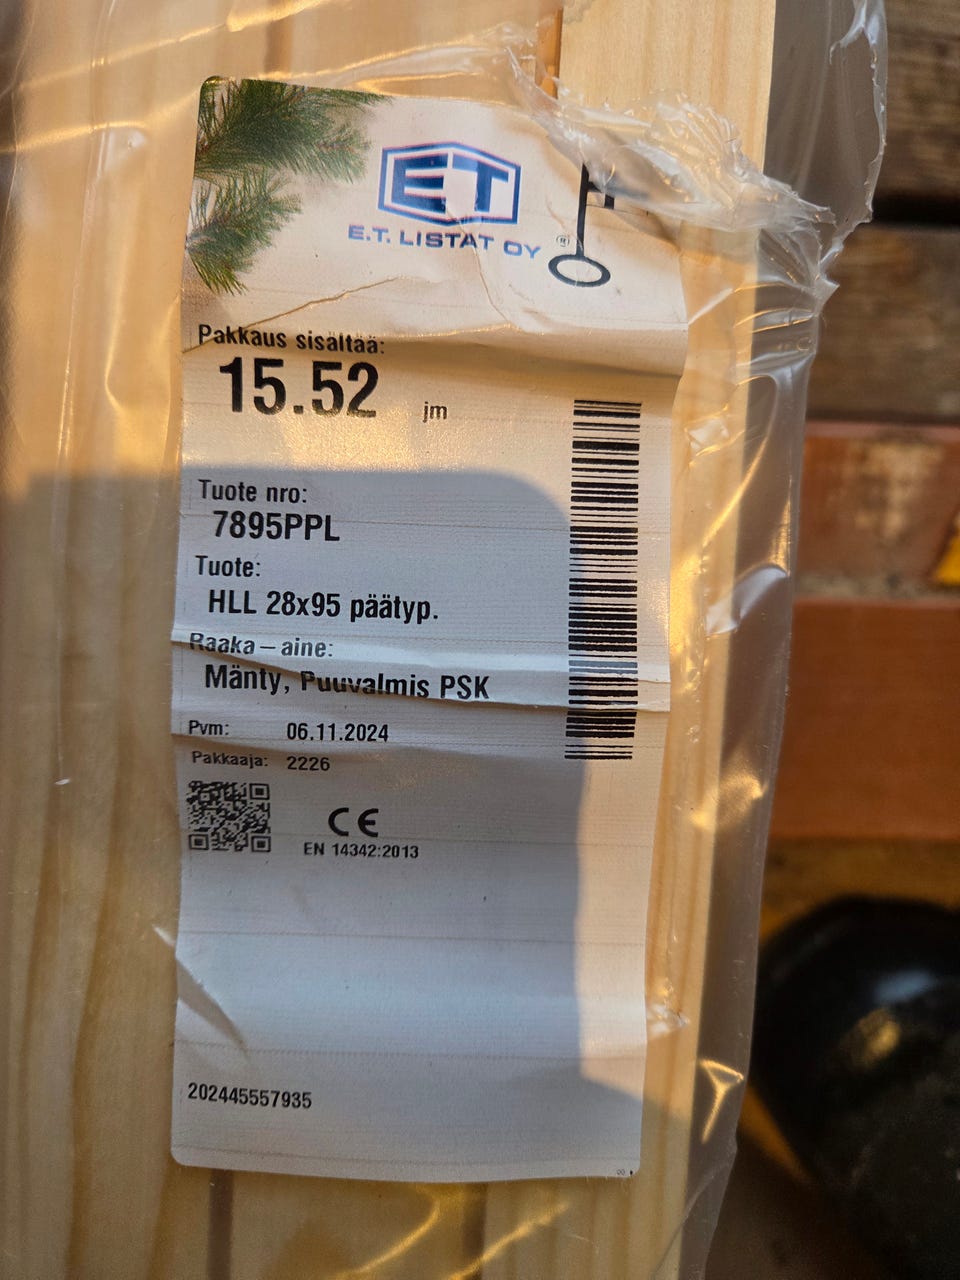 ET
E.T. LISTAT OY
®
Pakkaus sisältää:
15.52 jm
Tuote nro:
7895PPL
Tuote:
HLL 28x95 päätyp.
Raaka-aine:
Mänty, Puuvalmis PSK
Pvm: 06.11.2024
Pakkaaja: 2226
CE
EN 14342:2013
202445557935